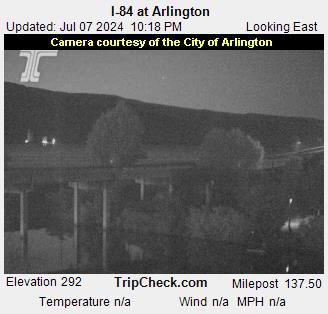 I-84 at Arlington
Updated: Jul 07 2024 10:18 PM Looking East
Camera courtesy of the City of Arlington
Elevation 292 TripCheck.com Milepost 137.50
Temperature n/a Wind n/a MPH n/a